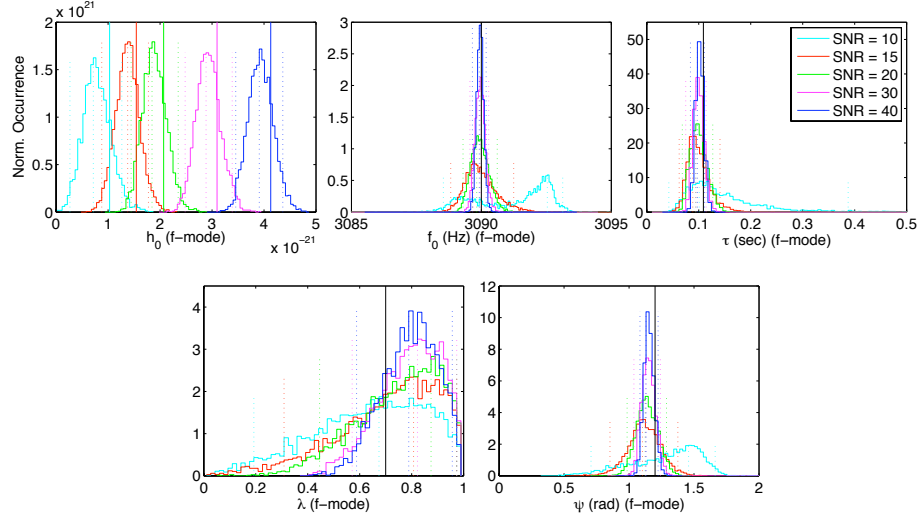 x 10^21
2
1.5
1
0.5
0
Norm. Occurrence
0 1 2 3 4 5
x 10^-21
h_0 (f-mode)
3
2.5
2
1.5
1
0.5
0
3085 3090 3095
f_0 (Hz) (f-mode)
50
40
30
20
10
0
0 0.1 0.2 0.3 0.4 0.5
τ (sec) (f-mode)
SNR = 10
SNR = 15
SNR = 20
SNR = 30
SNR = 40
4
3
2
1
0
0 0.2 0.4 0.6 0.8 1
λ (f-mode)
12
10
8
6
4
2
0
0 0.5 1 1.5 2
ψ (rad) (f-mode)